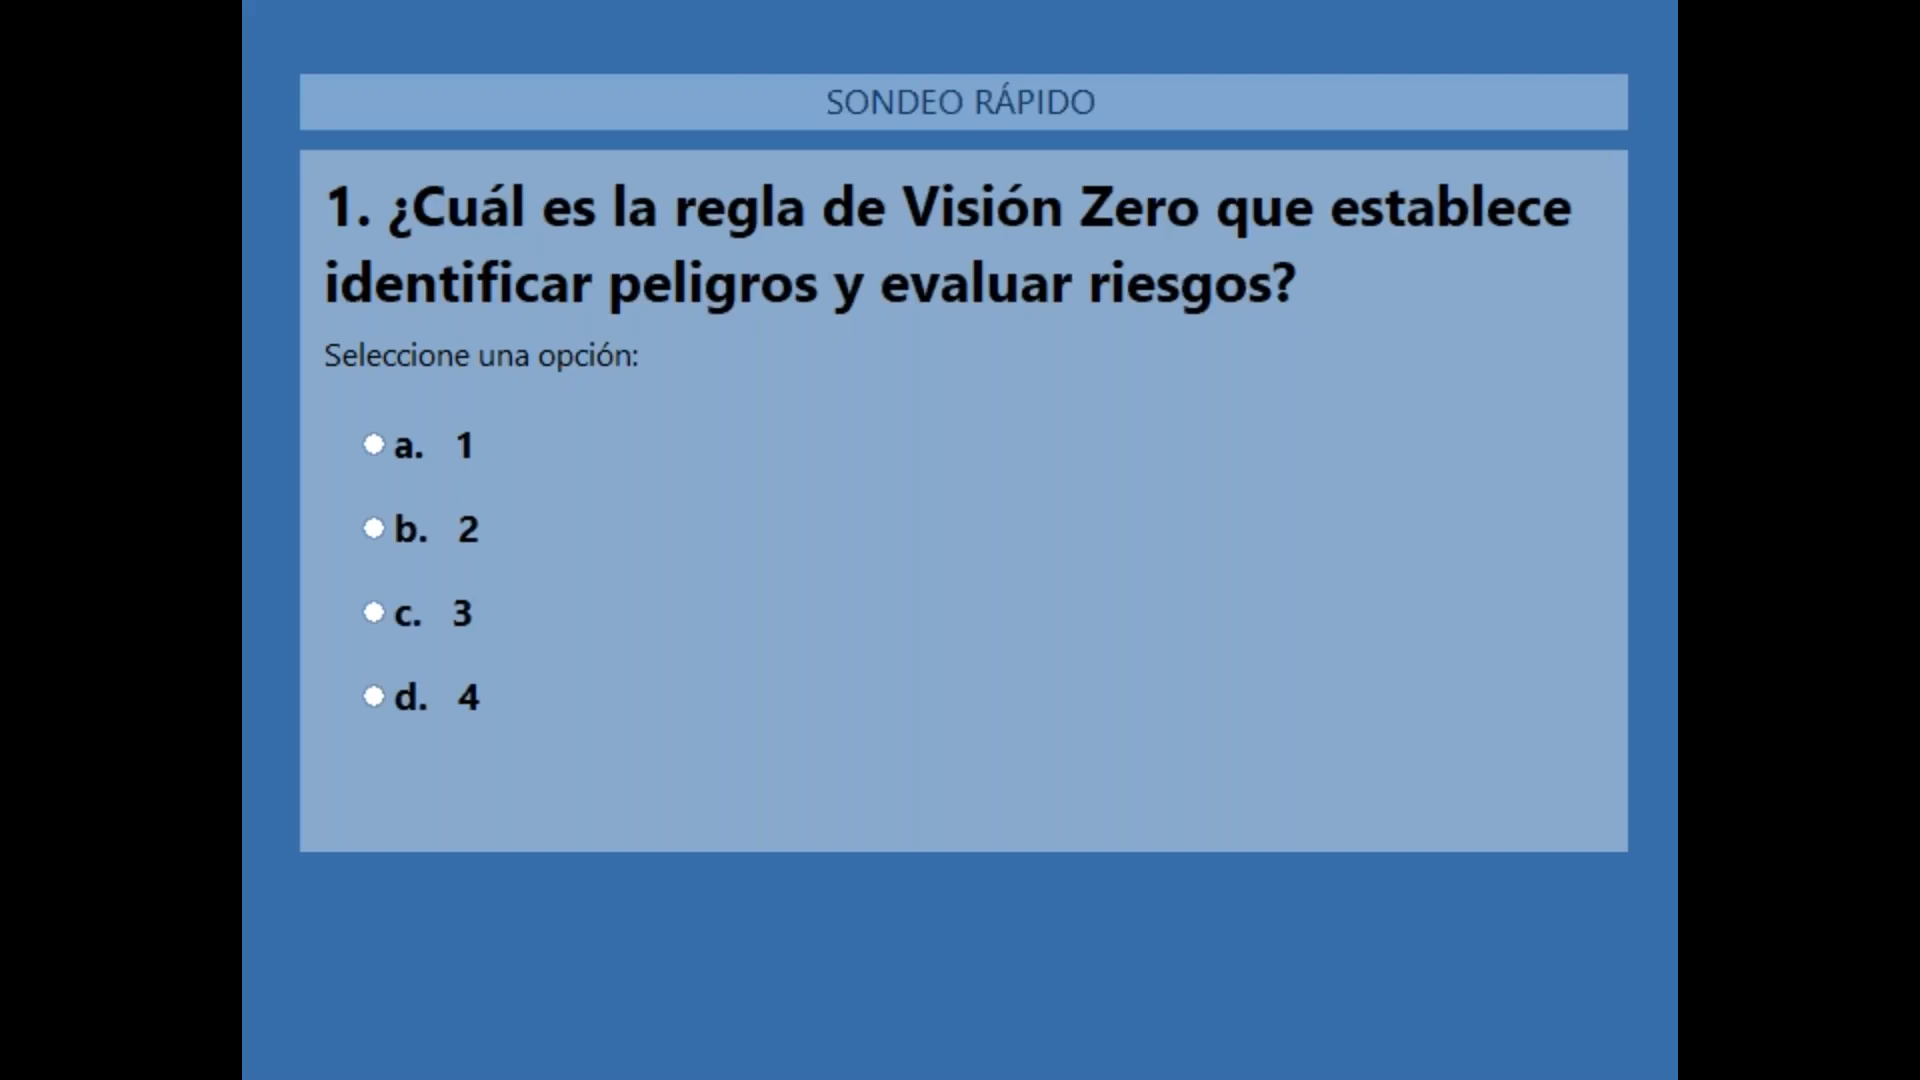 SONDEO RÁPIDO
1. ¿Cuál es la regla de Visión Zero que establece
identificar peligros y evaluar riesgos?
Seleccione una opción:
a. 1
b. 2
c. 3
d. 4